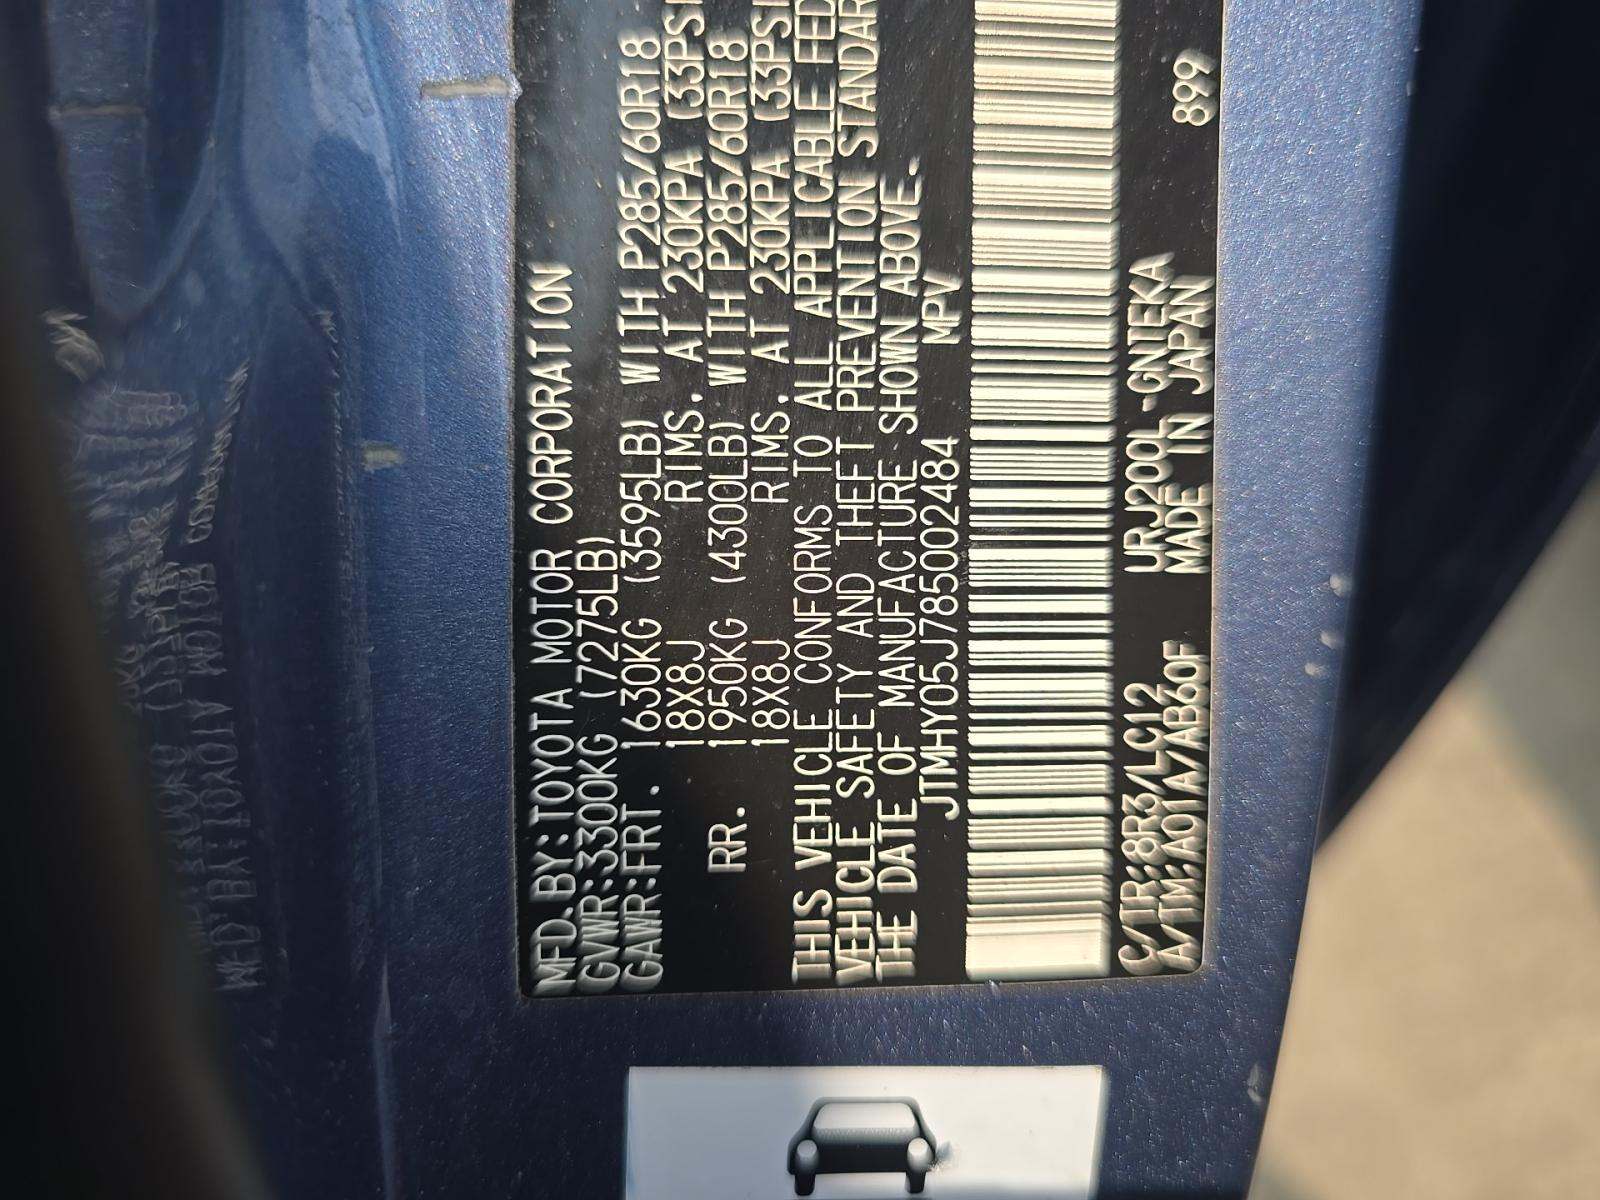 MFD.BY:TOYOTA MOTOR CORPORATION
GVWR:3300KG (7275LB)
GAWR:FRT. 1630KG (3595LB) WITH P285/60R18
18X8J RIMS. AT 230KPA (33PSI
RR. 1950KG (4300LB) WITH P285/60R18
18X8J RIMS. AT 230KPA (33PSI
THIS VEHICLE CONFORMS TO ALL APPLICABLE FED
VEHICLE SAFETY AND THEFT PREVENTION STANDAR
THE DATE OF MANUFACTURE SHOWN ABOVE.
JTMHY05J785002484 MPV
C/TR:8R3/LC12 URJ200L-GNTEKA 899
A/TM:A01A/AB60F MADE IN JAPAN